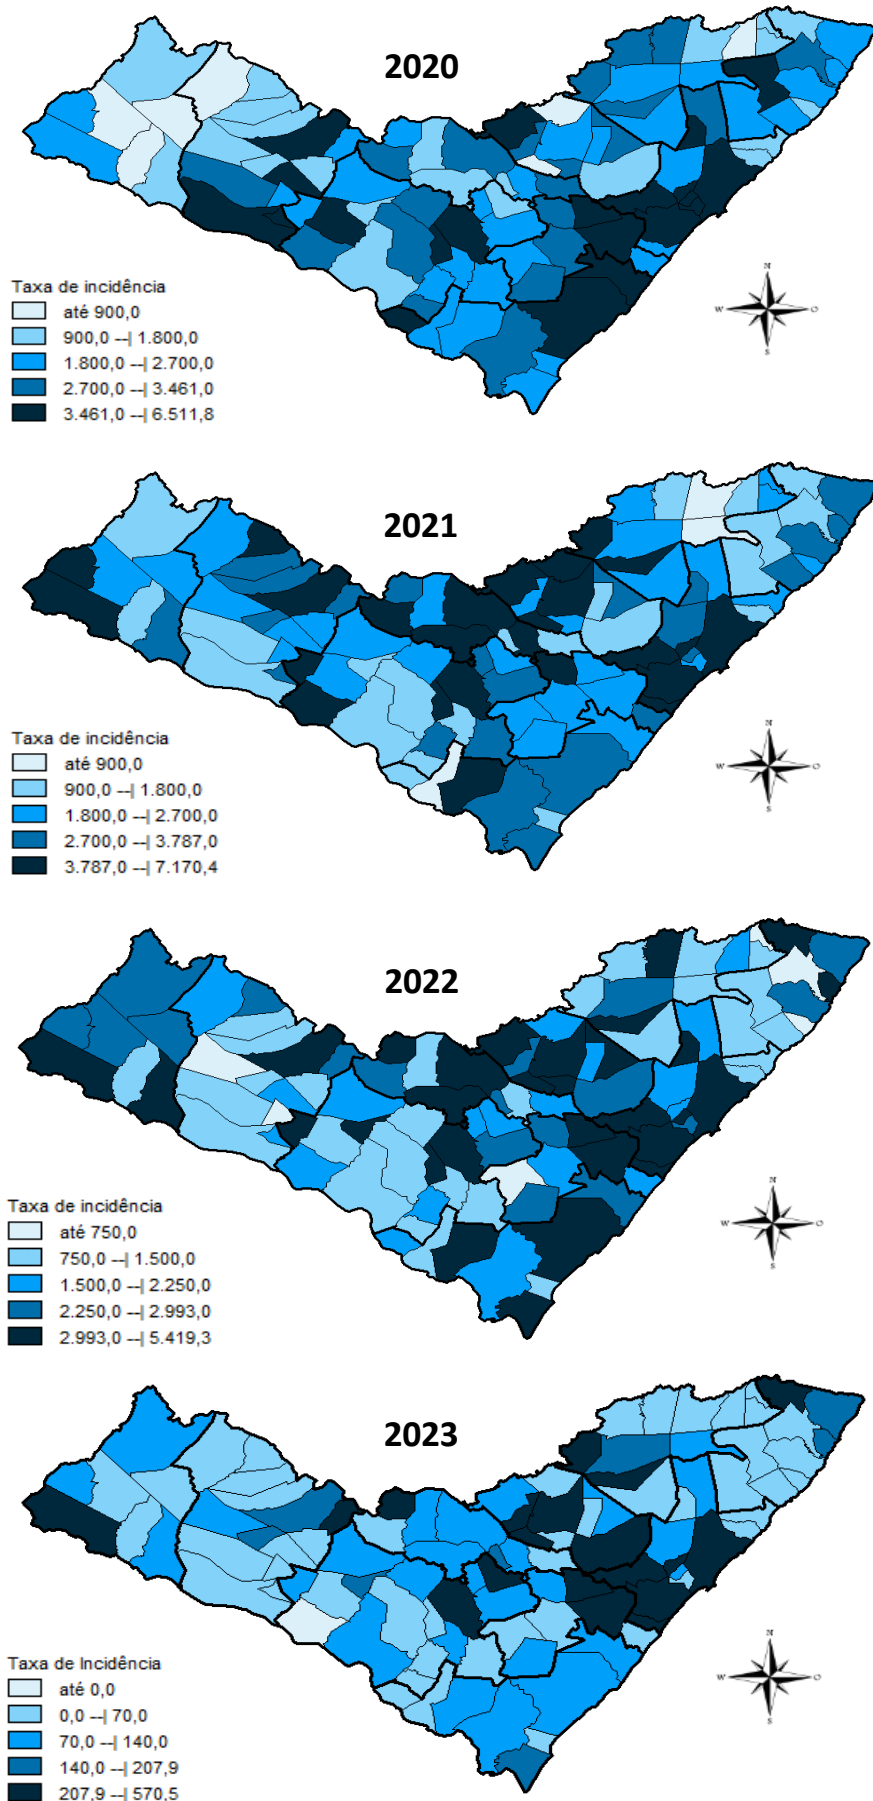 2020
Taxa de incidência
até 900,0
900,0 --| 1.800,0
1.800,0 --| 2.700,0
2.700,0 --| 3.461,0
3.461,0 --| 6.511,8
N
W
O
S
2021
Taxa de incidência
até 900,0
900,0 --| 1.800,0
1.800,0 --| 2.700,0
2.700,0 --| 3.787,0
3.787,0 --| 7.170,4
N
W
O
S
2022
Taxa de incidência
até 750,0
750,0 --| 1.500,0
1.500,0 --| 2.250,0
2.250,0 --| 2.993,0
2.993,0 --| 5.419,3
N
W
O
S
2023
Taxa de Incidência
até 0,0
0,0 --| 70,0
70,0 --| 140,0
140,0 --| 207,9
207,9 --| 570,5
N
W
O
S